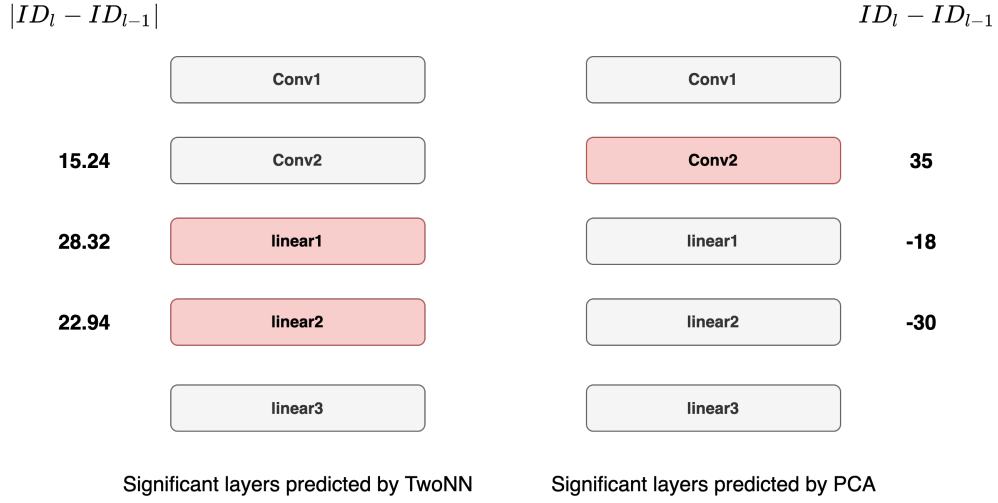 |ID_l − ID_{l−1}| ID_l − ID_{l−1}
Conv1 Conv1
15.24 Conv2 Conv2 35
28.32 linear1 linear1 -18
22.94 linear2 linear2 -30
linear3 linear3
Significant layers predicted by TwoNN Significant layers predicted by PCA